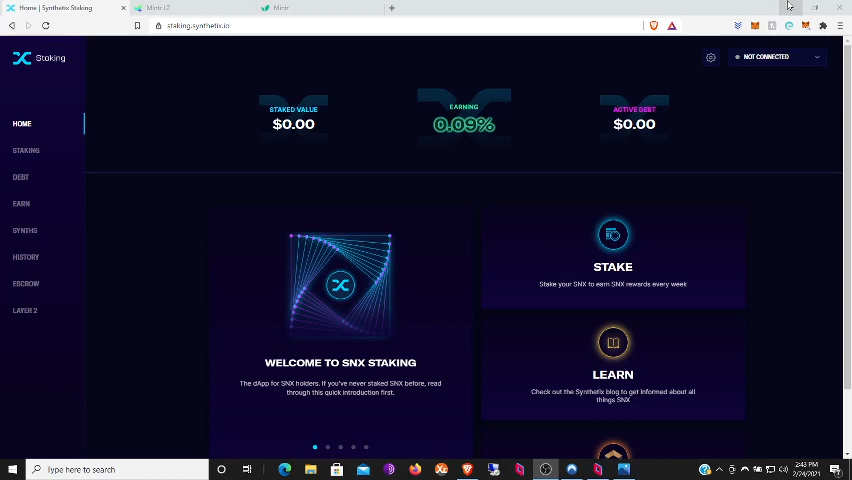 Home | Synthetix Staking
Mintr L2
Mintr
staking.synthetix.io
Staking
NOT CONNECTED
STAKED VALUE
$0.00
EARNING
0.09%
ACTIVE DEBT
$0.00
HOME
STAKING
DEBT
EARN
SYNTHS
HISTORY
ESCROW
LAYER 2
WELCOME TO SNX STAKING
The dApp for SNX holders. If you've never staked SNX before, read
through this quick introduction first.
STAKE
Stake your SNX to earn SNX rewards every week
LEARN
Check out the Synthetix blog to get informed about all
things SNX
Type here to search
2:43 PM
2/24/2021